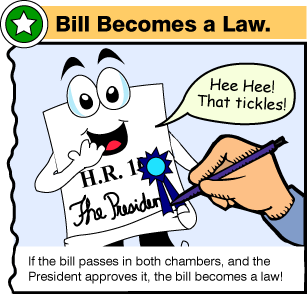 Bill Becomes a Law.
Hee Hee!
That tickles!
H.R. 1
The Presiden
If the bill passes in both chambers, and the
President approves it, the bill becomes a law!